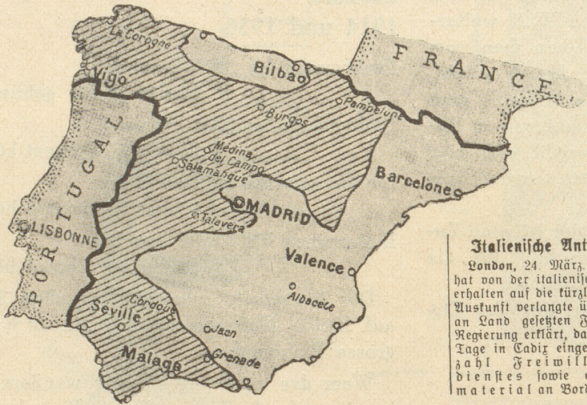 FRANCE
La Corogne
Vigo
Bilbao
Pampelune
Burgos
Medina
del Campo
Salamanque
MADRID
Barcelone
PORTUGAL
LISBONNE
Talavera
Valence
Albacete
Cordoue
Seville
Jaen
Grenade
Malaga
Italienische Ant
London, 24. März.
hat von der italienisc
erhalten auf die kürzl
Auskunft verlangte ü
an Land gesetzten F
Regierung erklärt, da
Tage in Cadix einge
zahl Freiwill
dienstes sowie
material an Bord